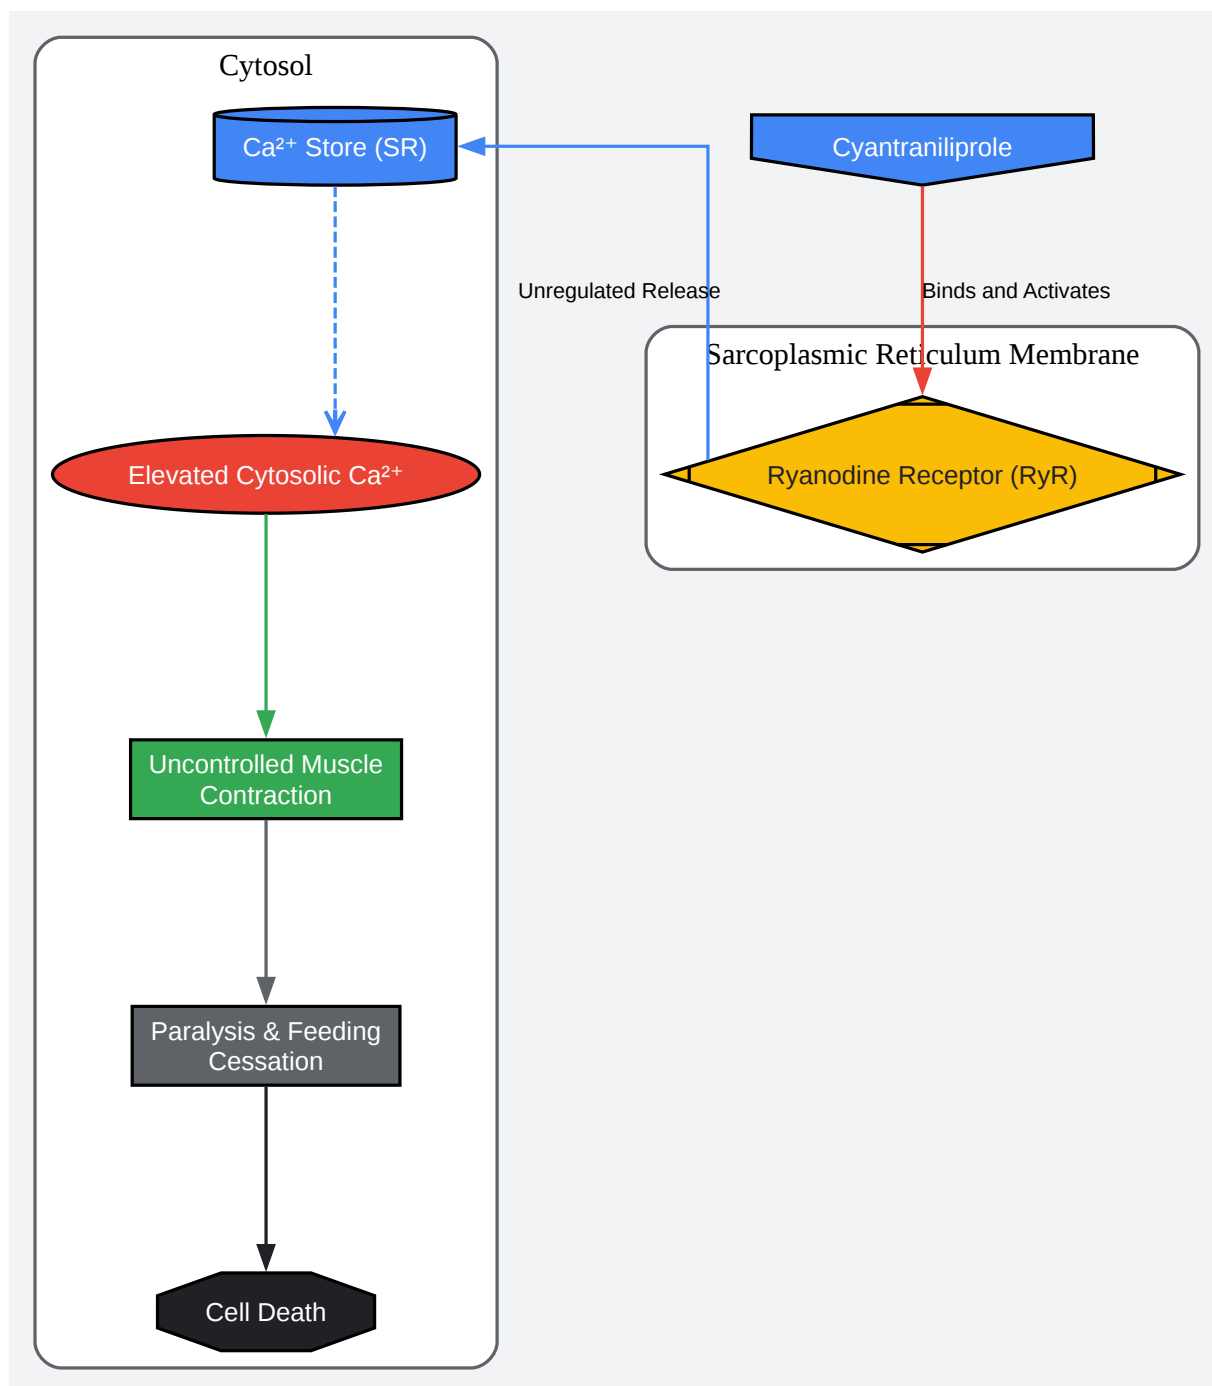 Cytosol
Ca²⁺ Store (SR)
Cyantraniliprole
Unregulated Release
Binds and Activates
Sarcoplasmic Reticulum Membrane
Elevated Cytosolic Ca²⁺
Ryanodine Receptor (RyR)
Uncontrolled Muscle
Contraction
Paralysis & Feeding
Cessation
Cell Death